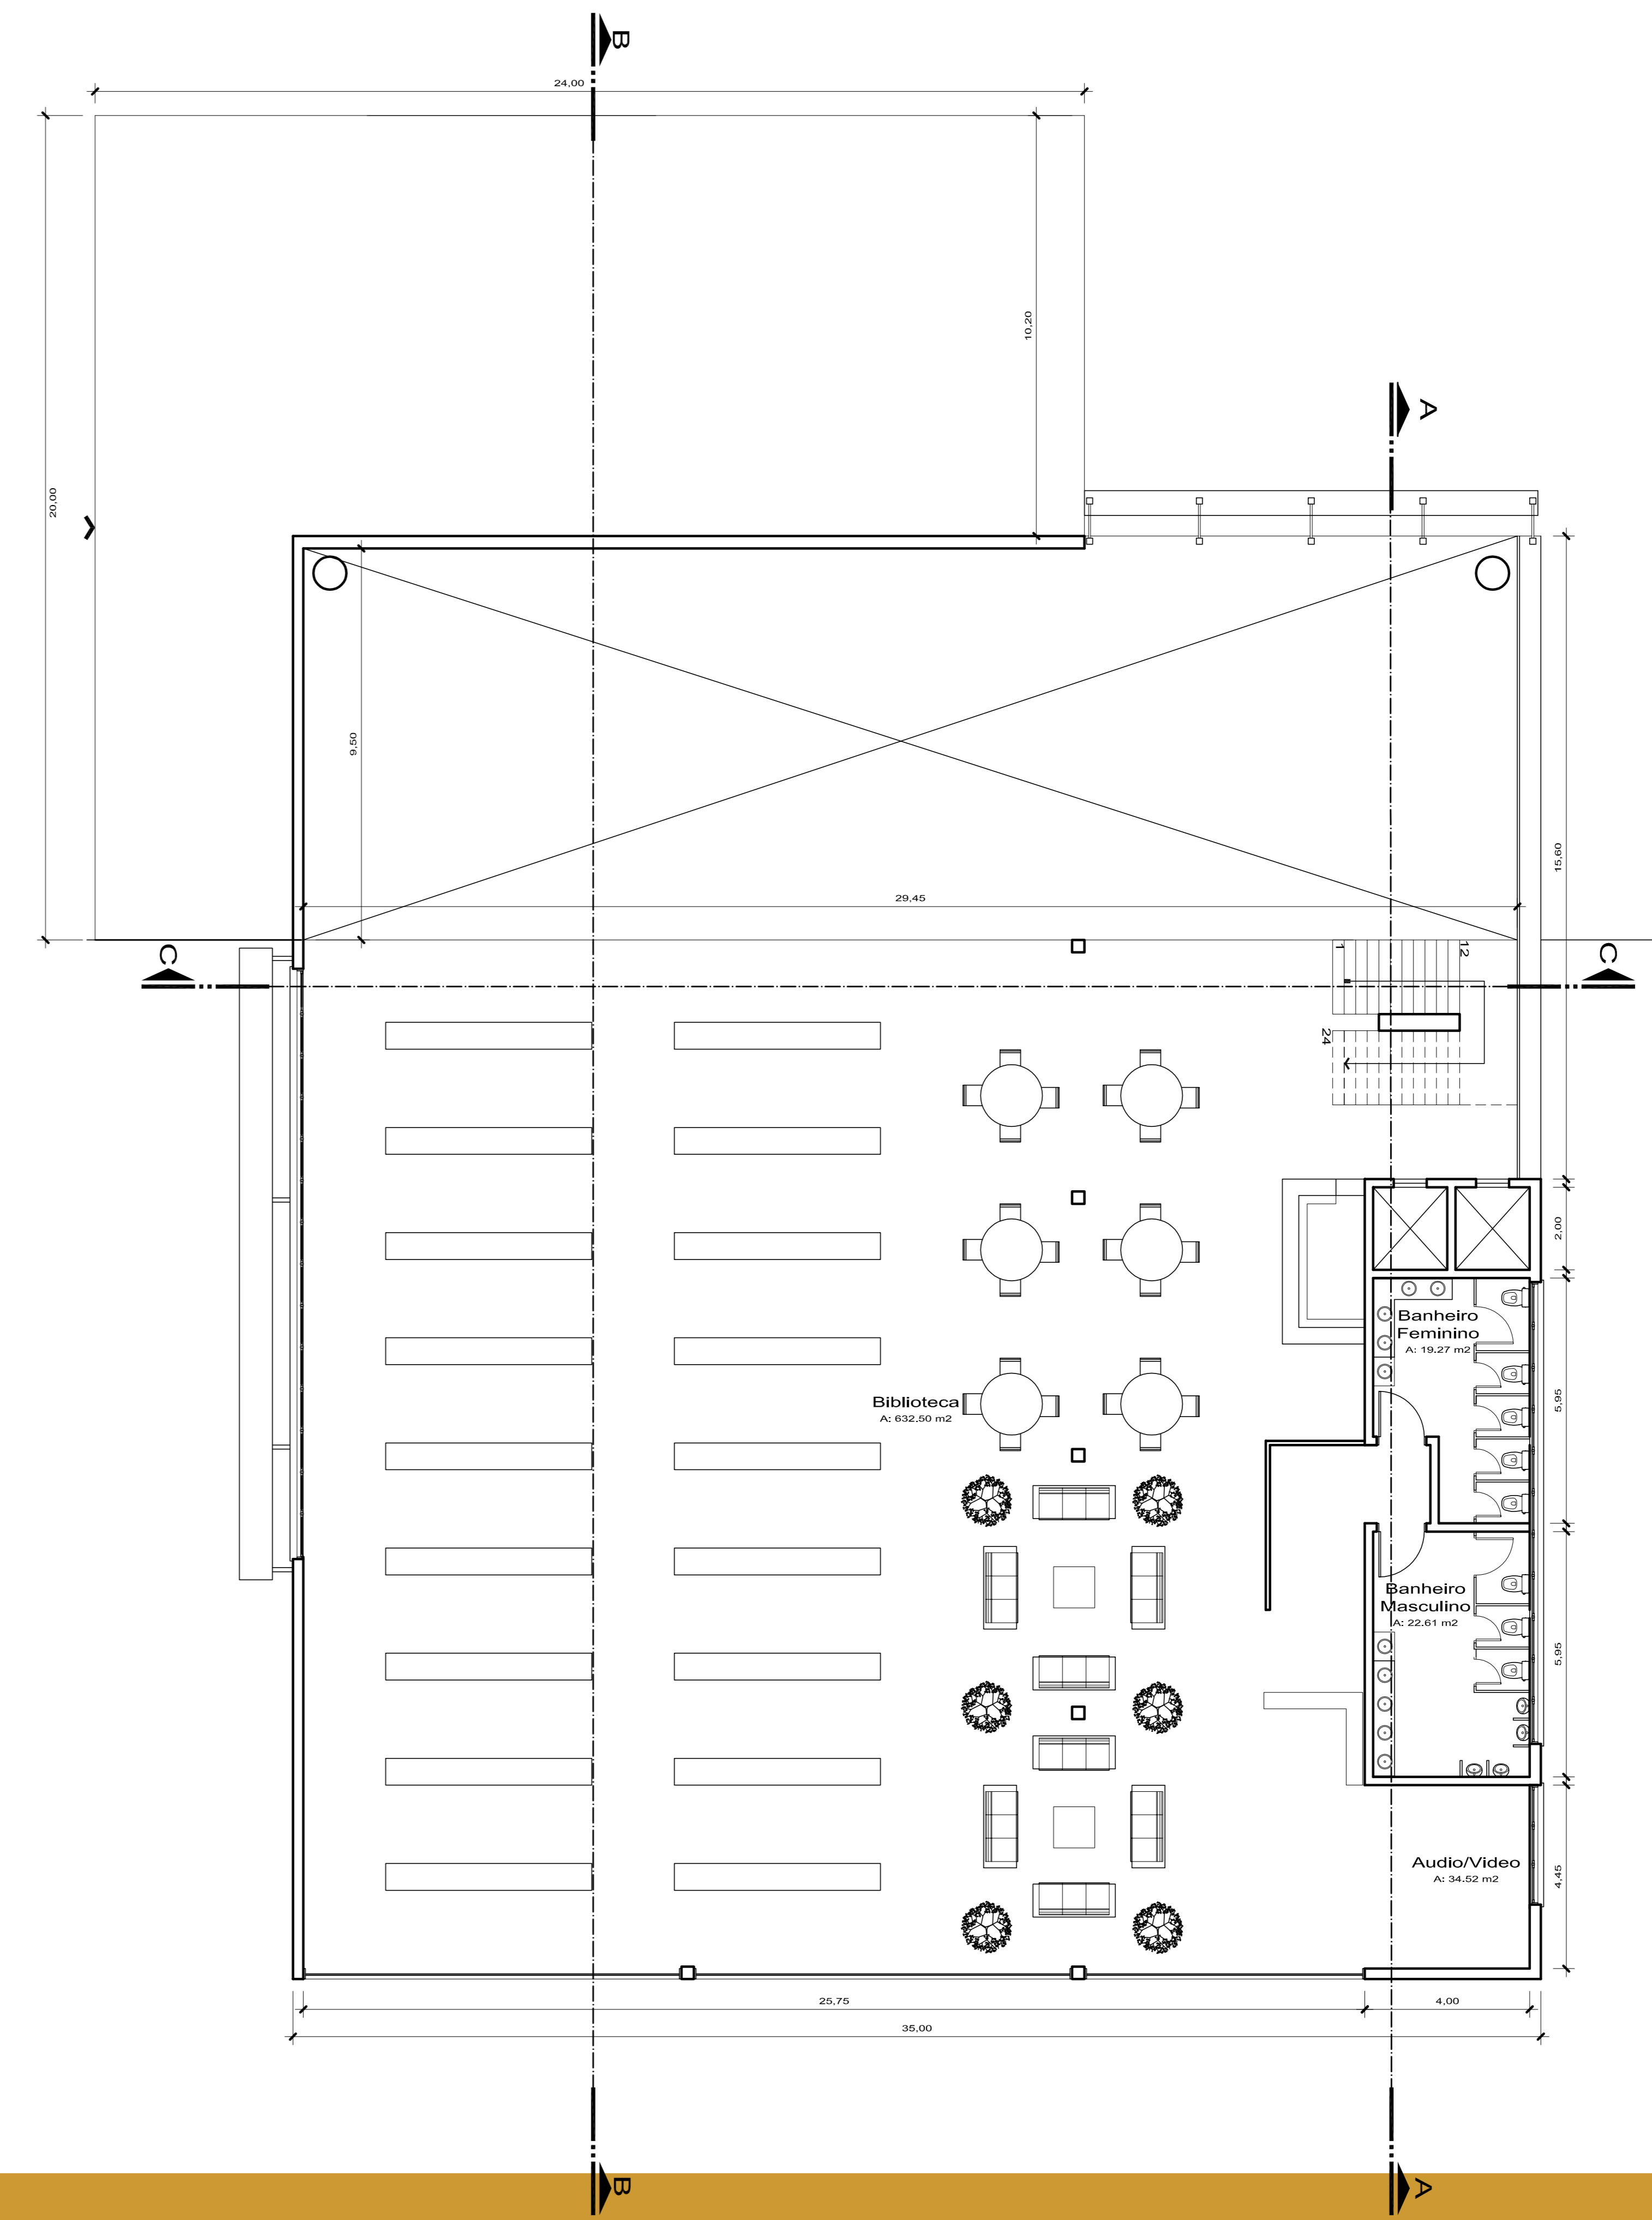 B
24,00
10,20
20,00
A
9,50
15,60
29,45
C
1
12
C
24
2,00
Banheiro
Feminino
A: 19.27 m2
5,95
Biblioteca
A: 632.50 m2
Banheiro
Masculino
A: 22.61 m2
5,95
Audio/Video
A: 34.52 m2
4,45
25,75
4,00
35,00
B
A